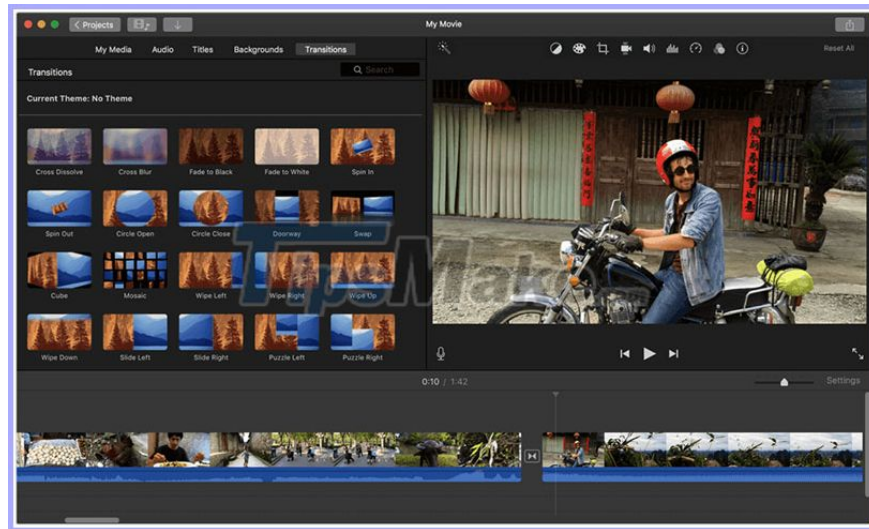 Projects
My Movie
My Media Audio Titles Backgrounds Transitions
Reset All
Transitions
Search
Current Theme: No Theme
Cross Dissolve Cross Blur Fade to Black Fade to White Spin In
Spin Out Circle Open Circle Close Doorway Swap
Cube Mosaic Wipe Left Wipe Right Wipe Up
TipsMake.com
Wipe Down Slide Left Slide Right Puzzle Left Puzzle Right
0:10 / 1:42
Settings